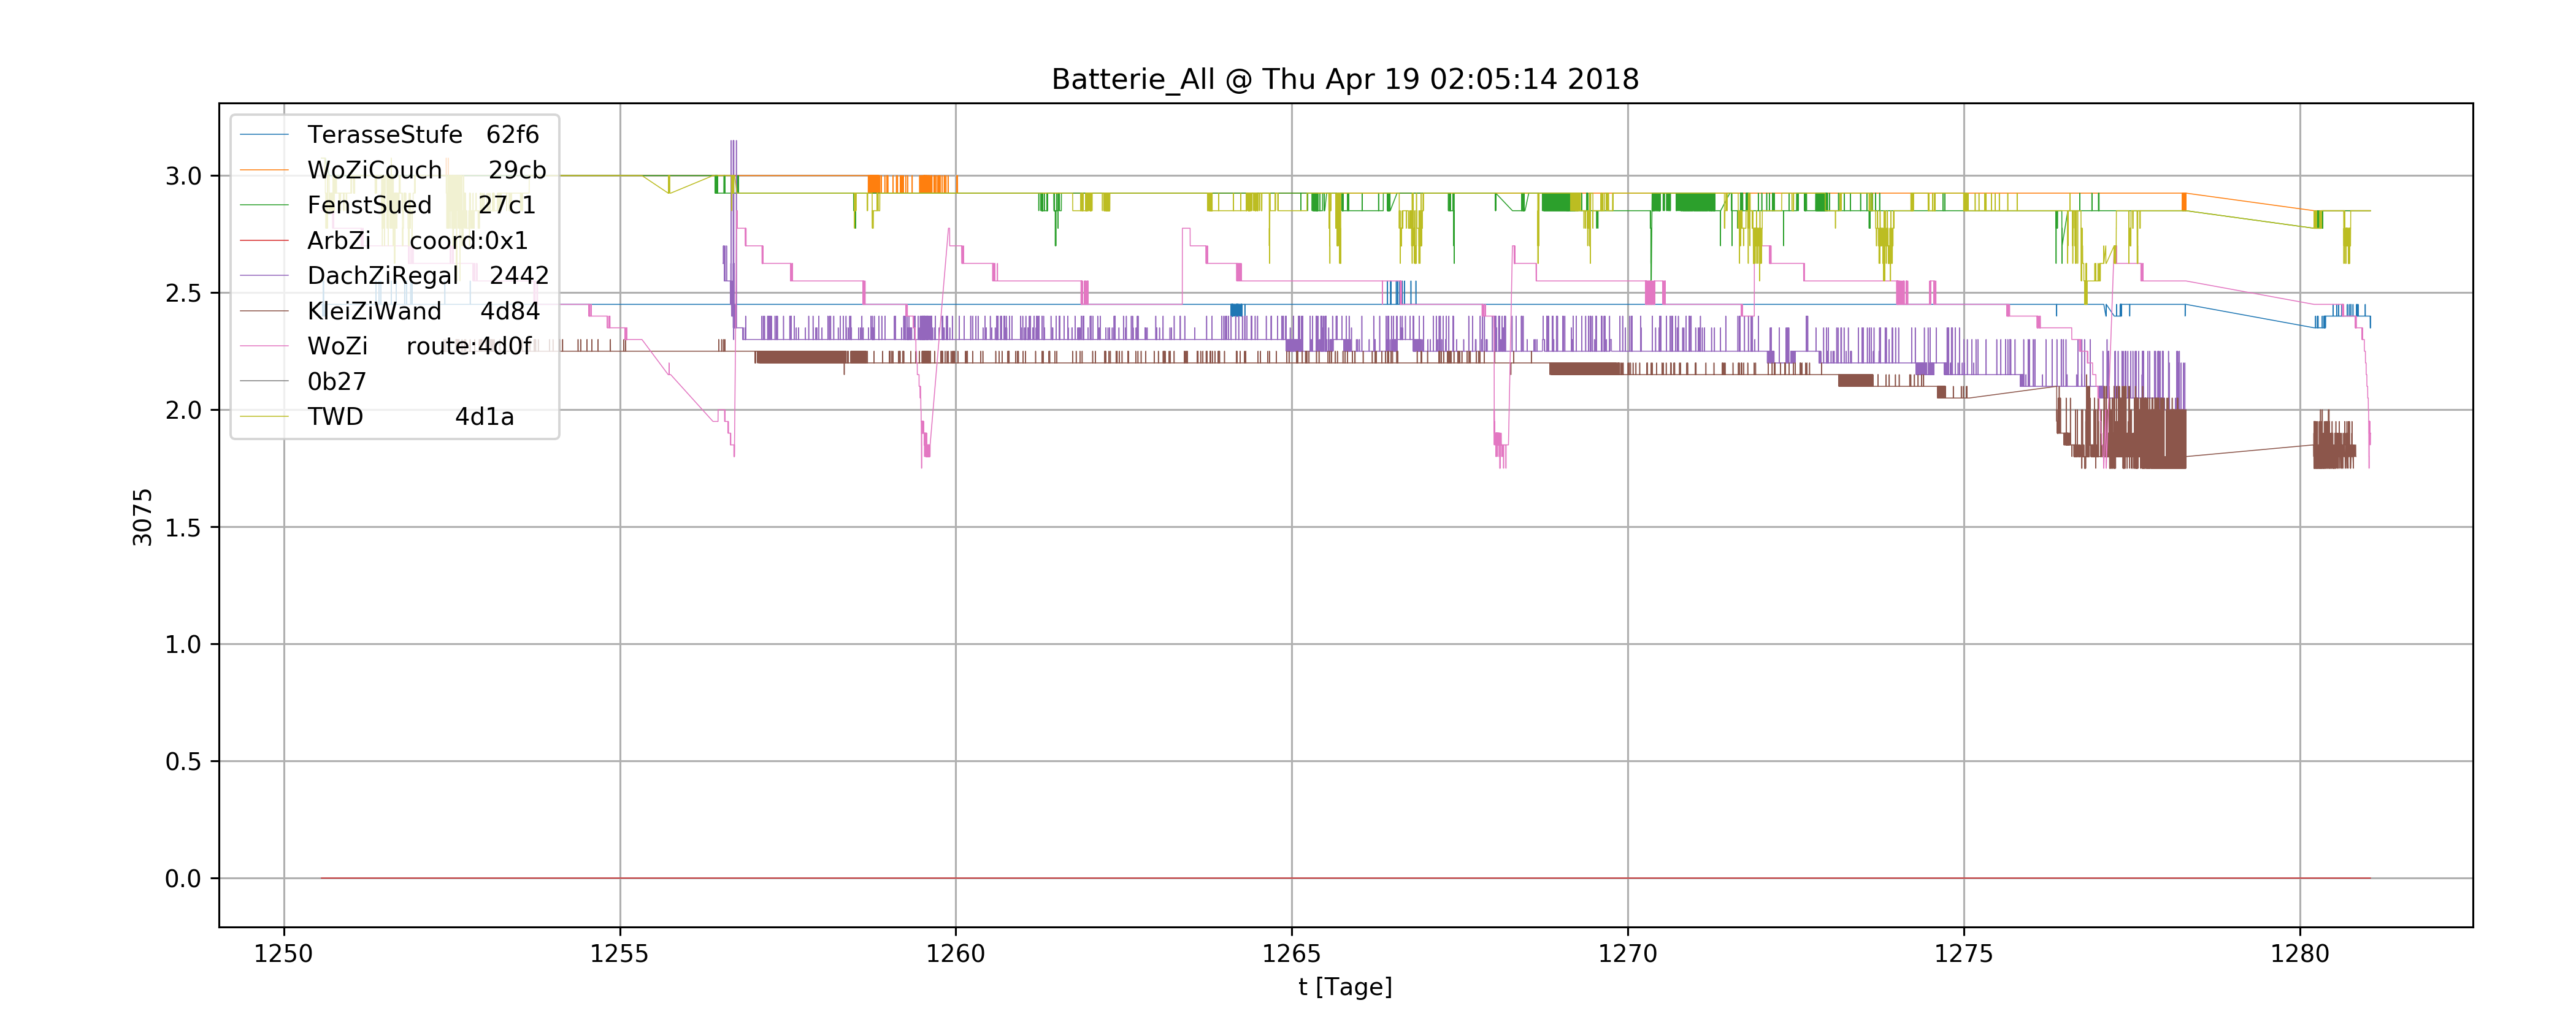 Batterie_All @ Thu Apr 19 02:05:14 2018
TerasseStufe 62f6
WoZiCouch 29cb
FenstSued 27c1
ArbZi coord:0x1
DachZiRegal 2442
KleiZiWand 4d84
WoZi route:4d0f
0b27
TWD 4d1a
3.0
2.5
2.0
1.5
1.0
0.5
0.0
3075
1250 1255 1260 1265 1270 1275 1280
t [Tage]